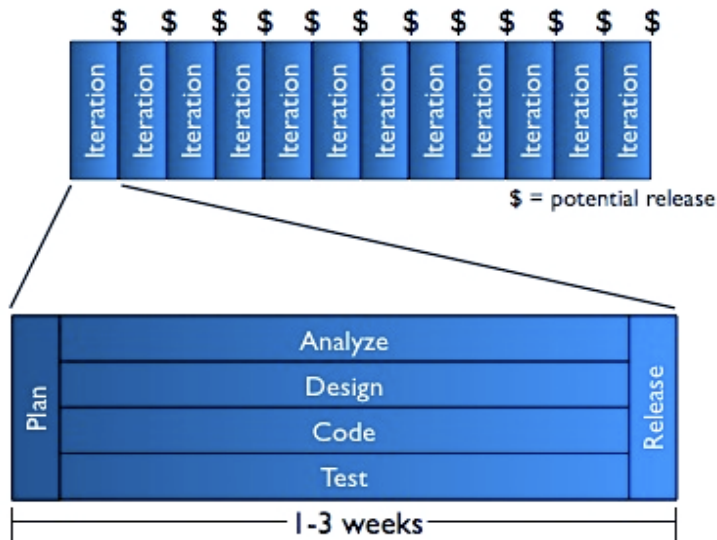 $ $ $ $ $ $ $ $ $ $ $ $
Iteration Iteration Iteration Iteration Iteration Iteration Iteration Iteration Iteration Iteration Iteration Iteration
$ = potential release
Plan
Analyze
Design
Code
Test
Release
1-3 weeks